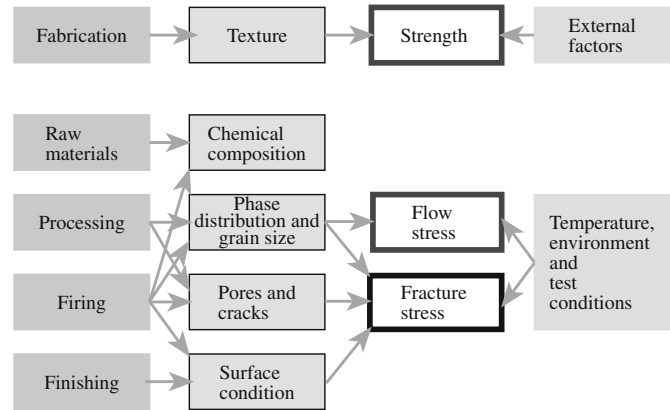 Fabrication
Texture
Strength
External
factors
Raw
materials
Chemical
composition
Processing
Phase
distribution and
grain size
Flow
stress
Temperature,
environment
and
test
conditions
Firing
Pores and
cracks
Fracture
stress
Finishing
Surface
condition